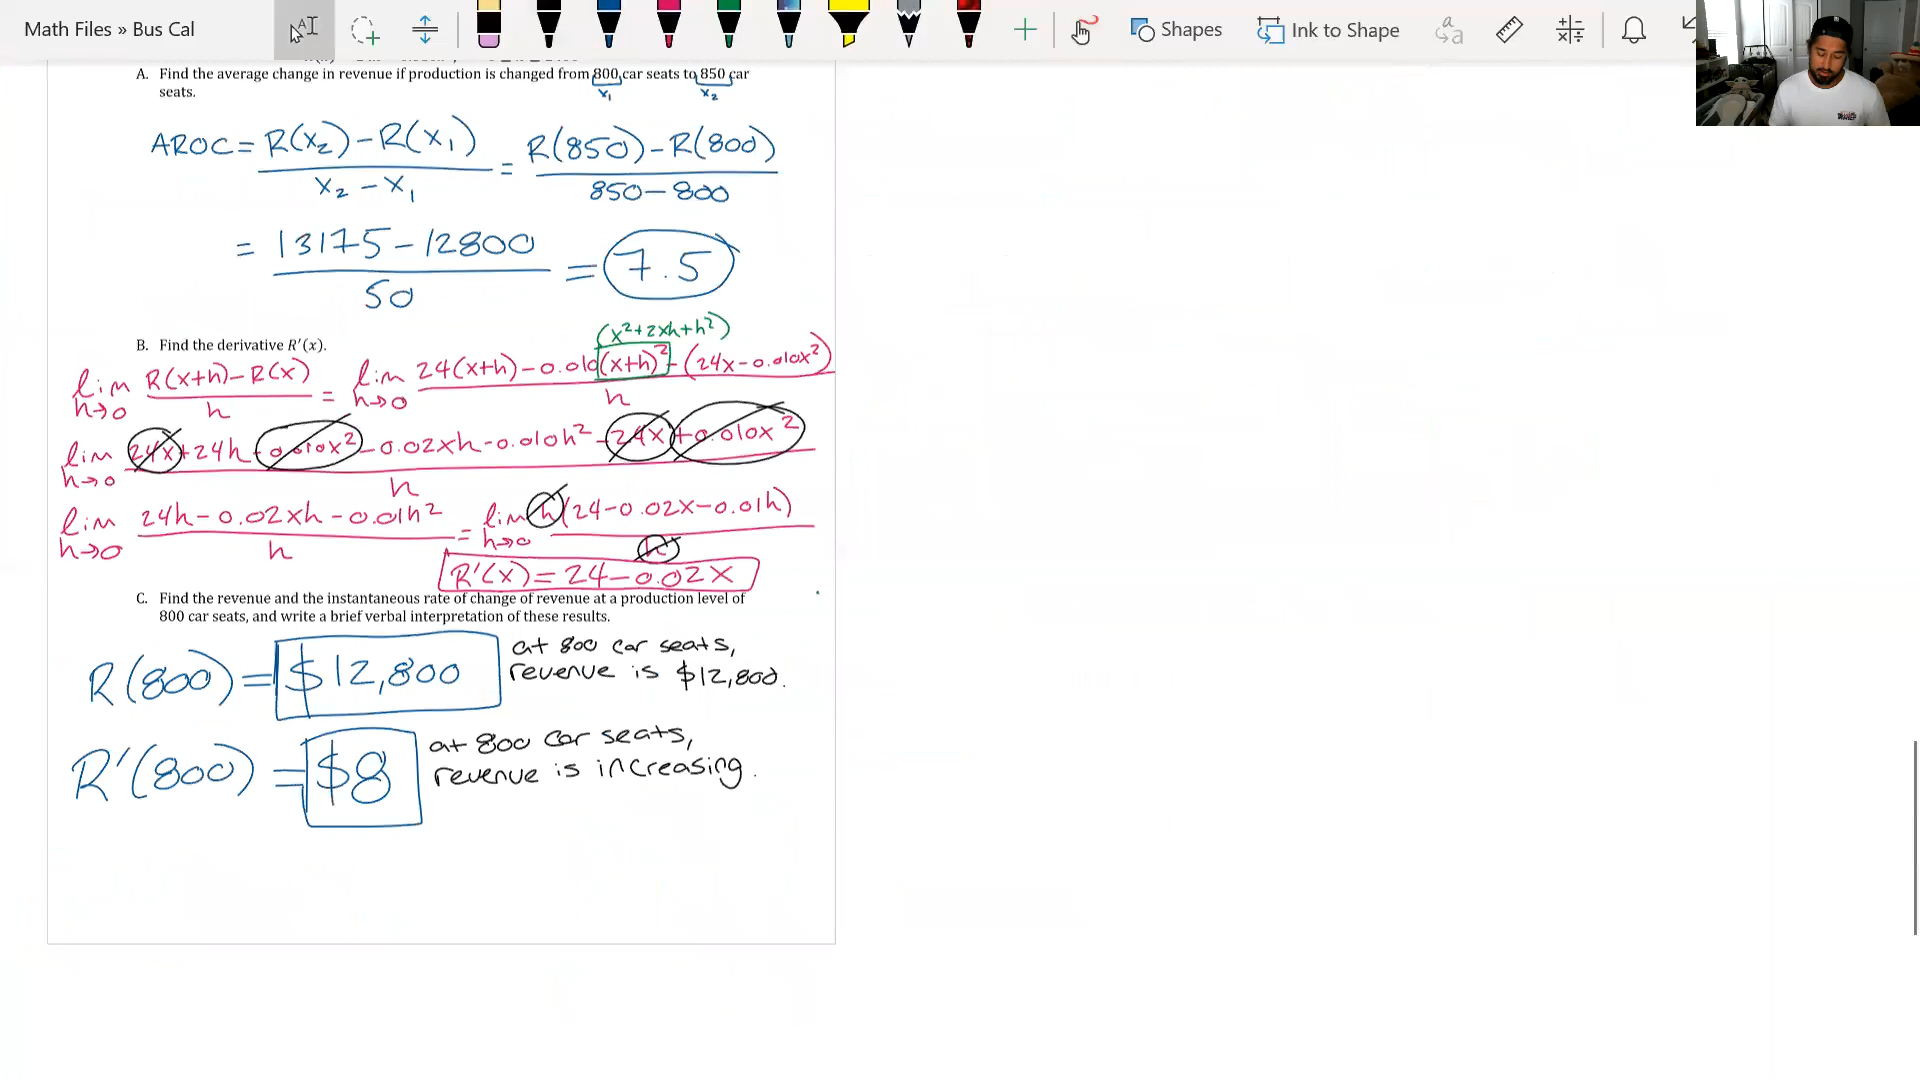 Math Files » Bus Cal
Shapes
Ink to Shape
A. Find the average change in revenue if production is changed from 800 car seats to 850 car
seats.
x₁ x₂
AROC = R(x₂) - R(x₁) / x₂ - x₁ = R(850) - R(800) / 850 - 800
= 13175 - 12800 / 50 = 7.5
B. Find the derivative R'(x).
(x²+2xh+h²)
lim h→0 R(x+h) - R(x) / h = lim h→0 24(x+h) - 0.010(x+h)² - (24x - 0.010x²) / h
lim h→0 24x + 24h - 0.010x² - 0.02xh - 0.010h² - 24x + 0.010x² / h
lim h→0 24h - 0.02xh - 0.01h² / h = lim h→0 h(24 - 0.02x - 0.01h) / h
R'(x) = 24 - 0.02x
C. Find the revenue and the instantaneous rate of change of revenue at a production level of
800 car seats, and write a brief verbal interpretation of these results.
R(800) = $12,800
at 800 car seats,
revenue is $12,800.
R'(800) = $8
at 800 car seats,
revenue is increasing.